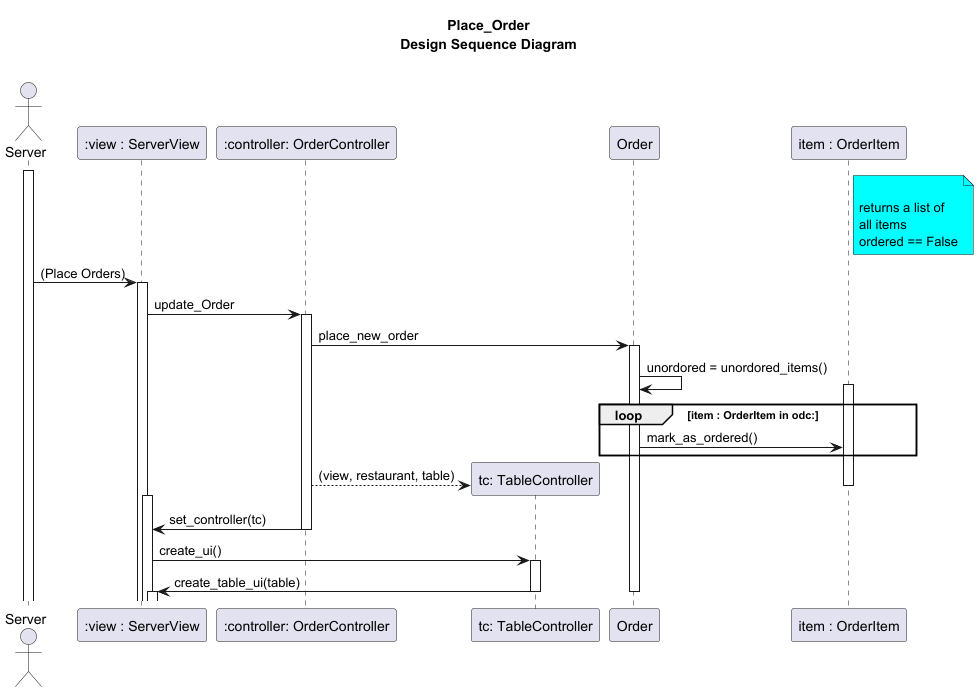 Place_Order
Design Sequence Diagram
Server
:view : ServerView
:controller: OrderController
Order
item : OrderItem
returns a list of
all items
ordered == False
(Place Orders)
update_Order
place_new_order
unordored = unordored_items()
loop
[item : OrderItem in odc:]
mark_as_ordered()
(view, restaurant, table)
tc: TableController
set_controller(tc)
create_ui()
create_table_ui(table)
Server
:view : ServerView
:controller: OrderController
tc: TableController
Order
item : OrderItem